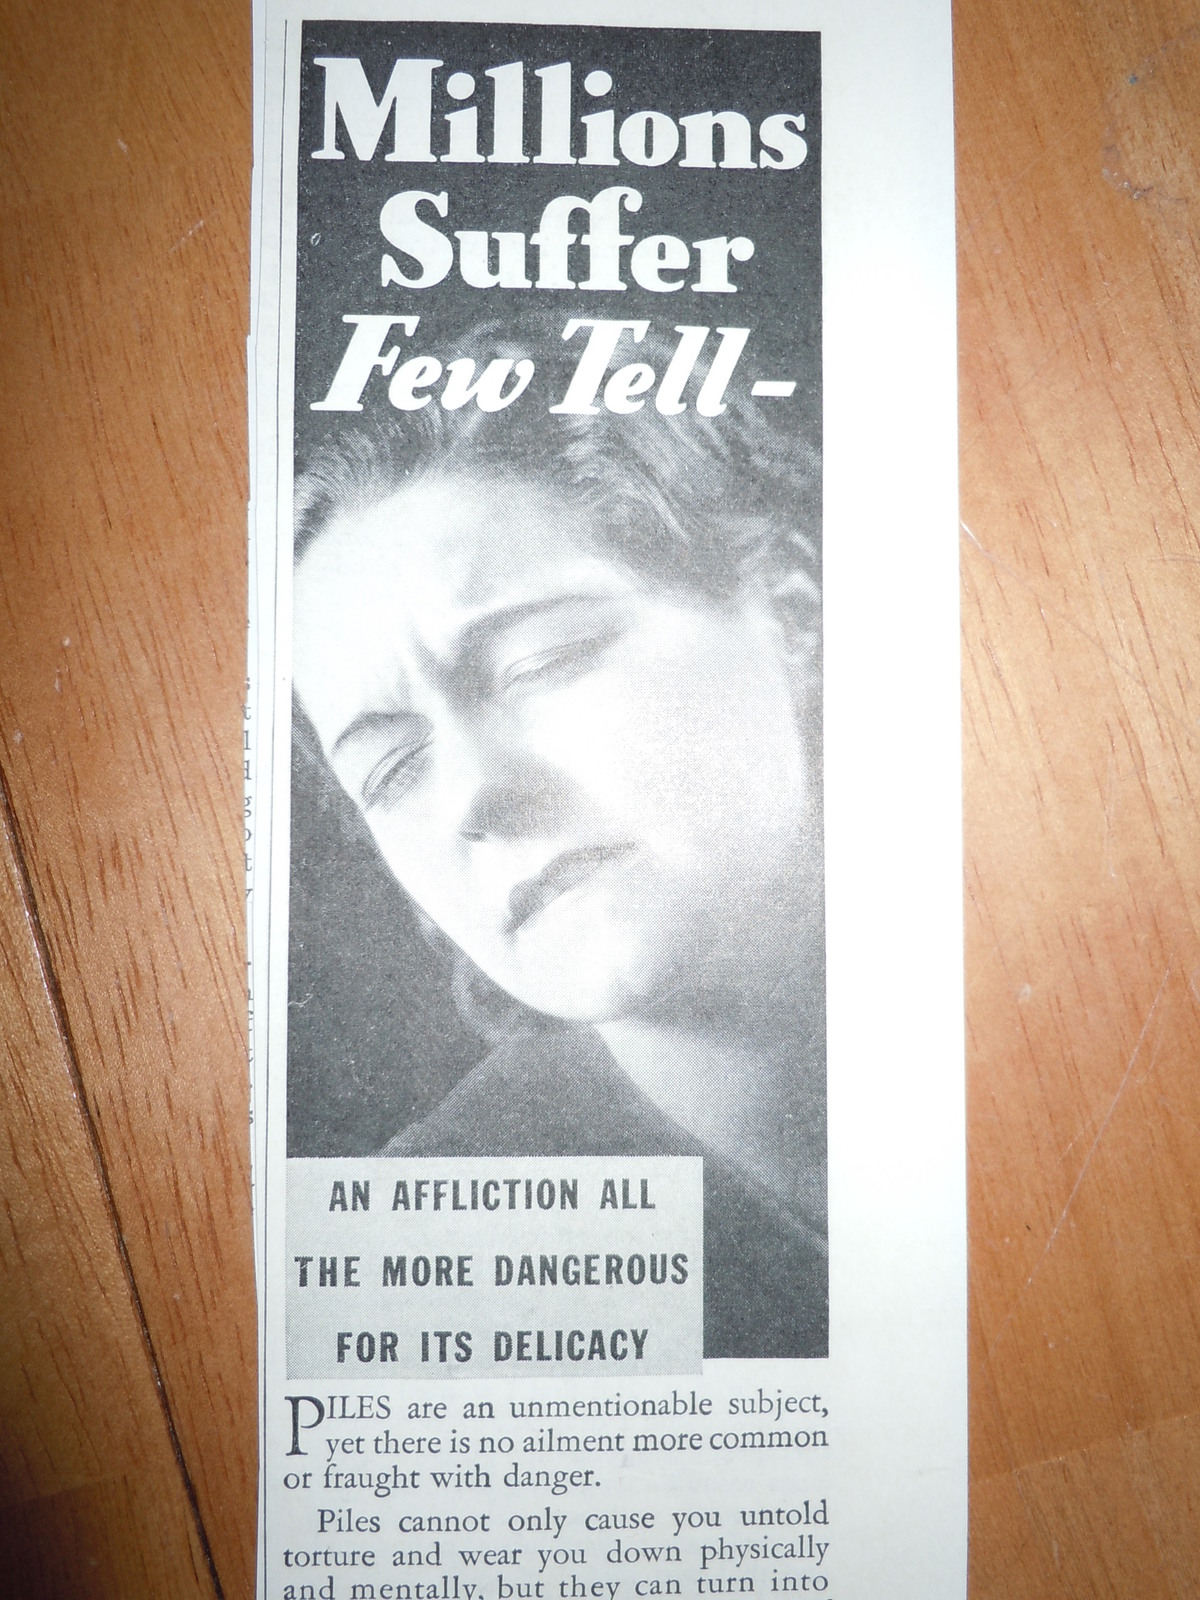 Millions
Suffer
Few Tell -
AN AFFLICTION ALL
THE MORE DANGEROUS
FOR ITS DELICACY
PILES are an unmentionable subject,
yet there is no ailment more common
or fraught with danger.
Piles cannot only cause you untold
torture and wear you down physically
and mentally, but they can turn into